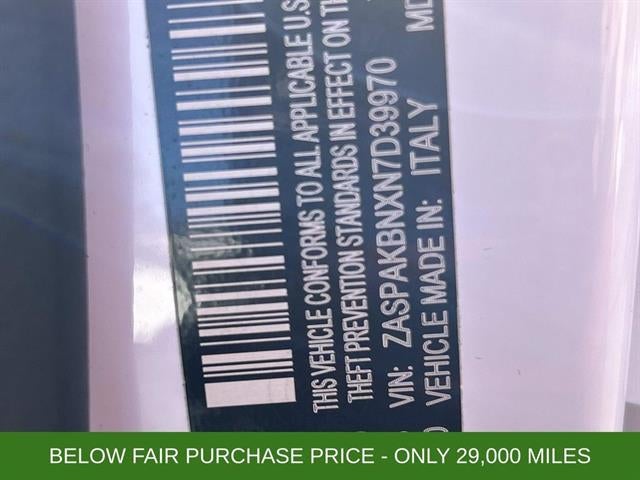 THIS VEHICLE CONFORMS TO ALL APPLICABLE U.S
THEFT PREVENTION STANDARDS IN EFFECT ON TH
VIN: ZASPAKBNXN7D39970
VEHICLE MADE IN: ITALY MD
BELOW FAIR PURCHASE PRICE - ONLY 29,000 MILES